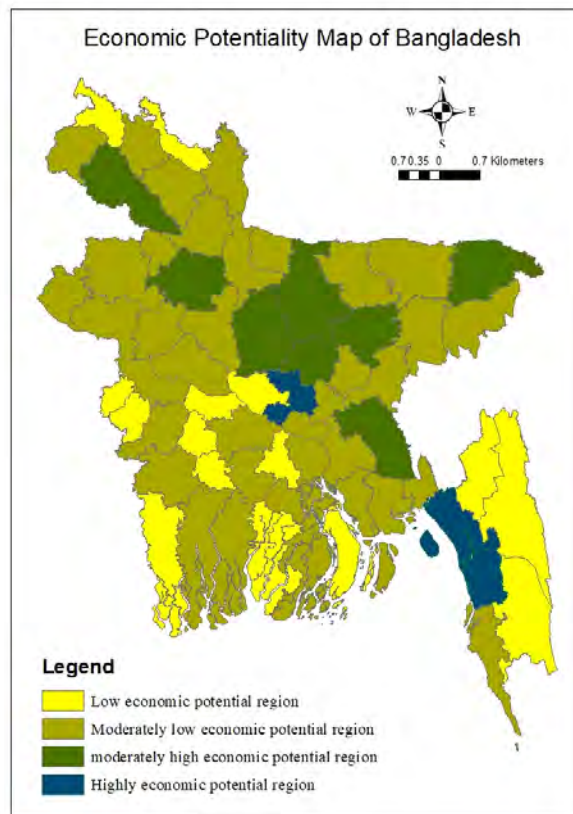 Economic Potentiality Map of Bangladesh
N
W E
S
0.7 0.35 0 0.7 Kilometers
Legend
Low economic potential region
Moderately low economic potential region
moderately high economic potential region
Highly economic potential region
1